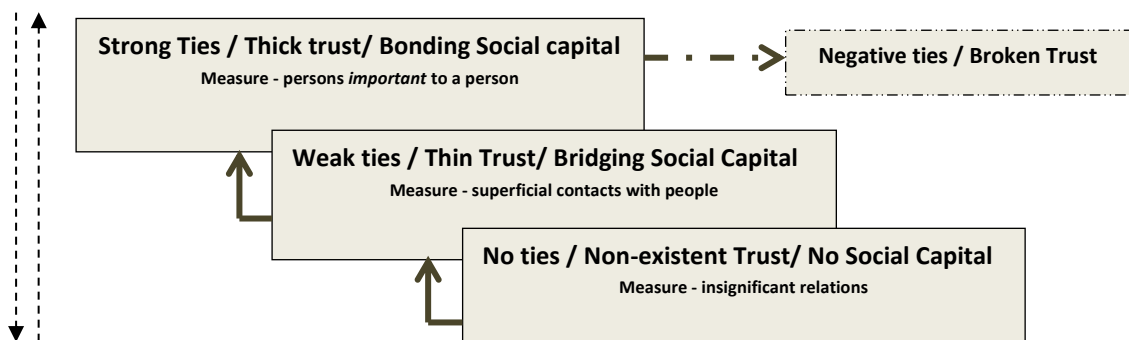 Strong Ties / Thick trust/ Bonding Social capital
Measure - persons important to a person
Negative ties / Broken Trust
Weak ties / Thin Trust/ Bridging Social Capital
Measure - superficial contacts with people
No ties / Non-existent Trust/ No Social Capital
Measure - insignificant relations